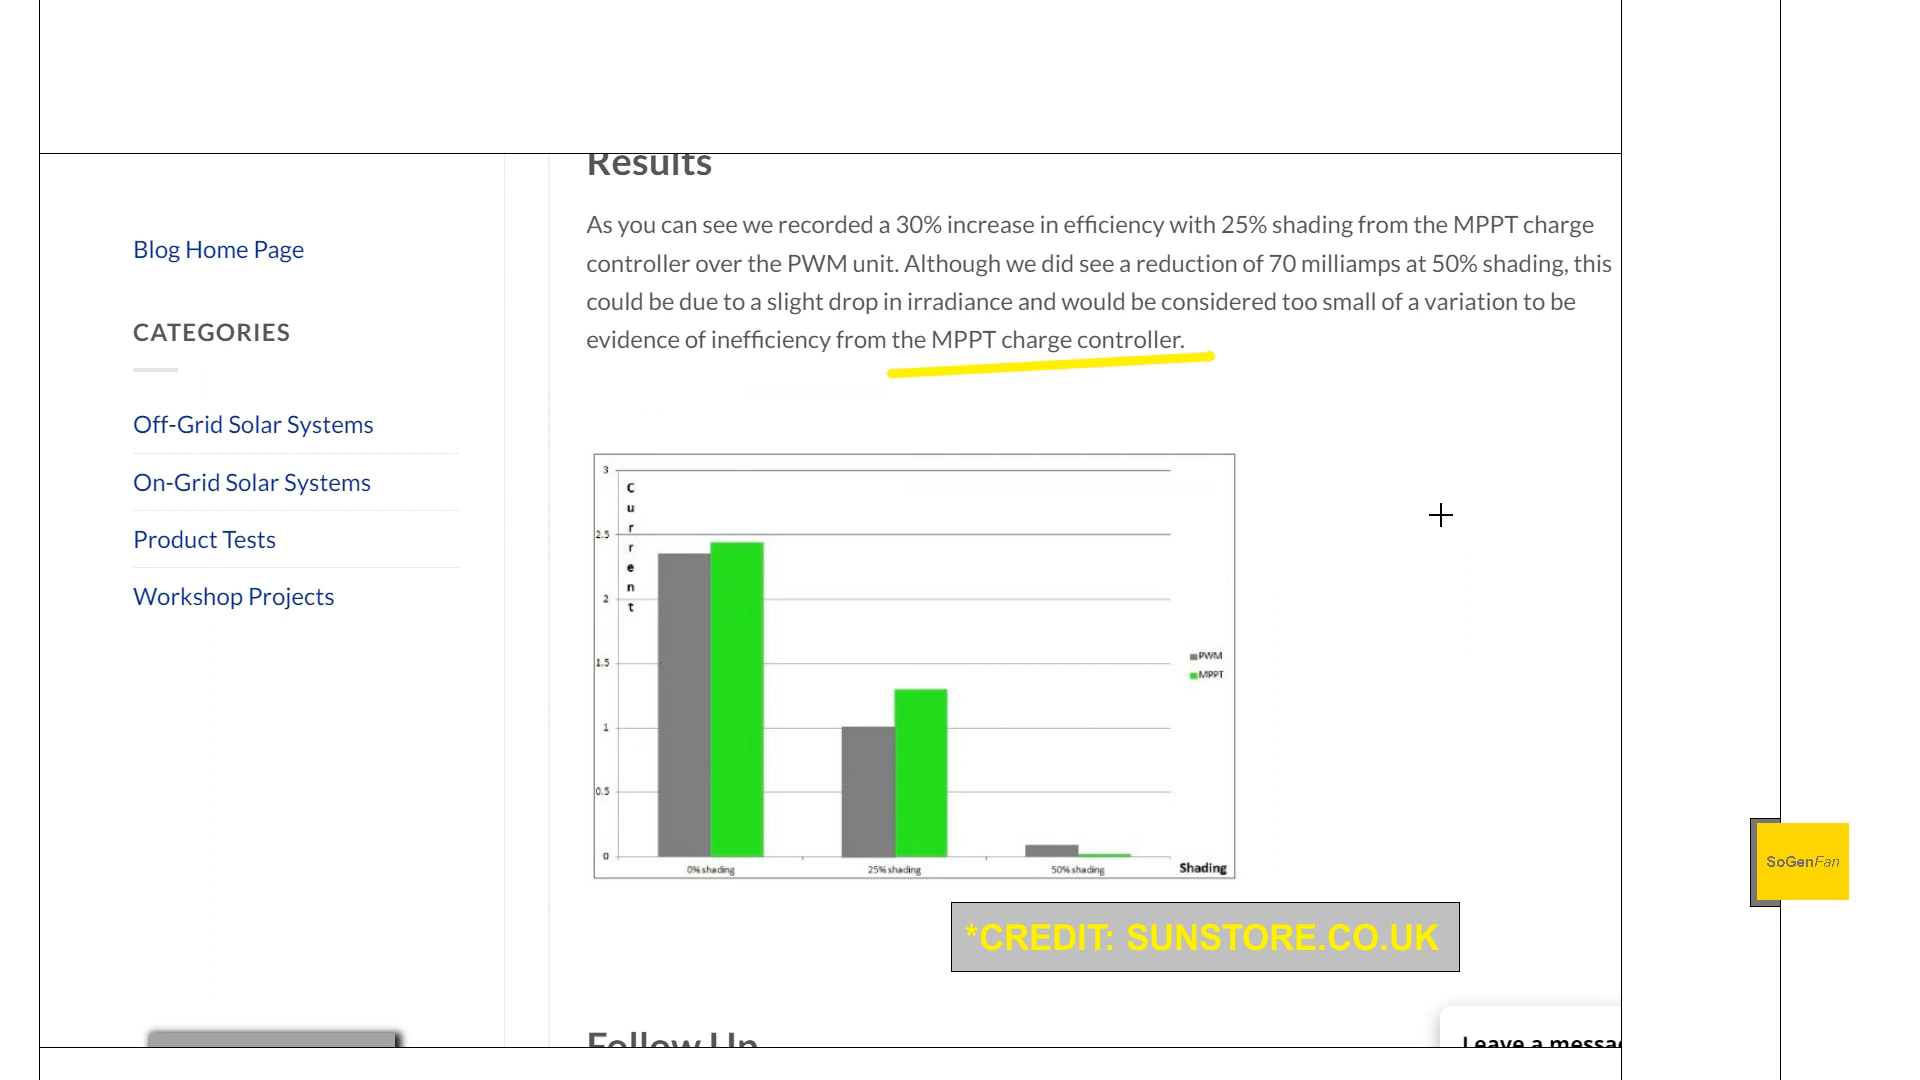 Results
As you can see we recorded a 30% increase in efficiency with 25% shading from the MPPT charge
controller over the PWM unit. Although we did see a reduction of 70 milliamps at 50% shading, this
could be due to a slight drop in irradiance and would be considered too small of a variation to be
evidence of inefficiency from the MPPT charge controller.
Blog Home Page
CATEGORIES
Off-Grid Solar Systems
On-Grid Solar Systems
Product Tests
Workshop Projects
Current
3
2.5
2
1.5
1
0.5
0
0% shading
25% shading
50% shading
Shading
PWM
MPPT
*CREDIT: SUNSTORE.CO.UK
SoGenFan
Follow Up
Leave a messa